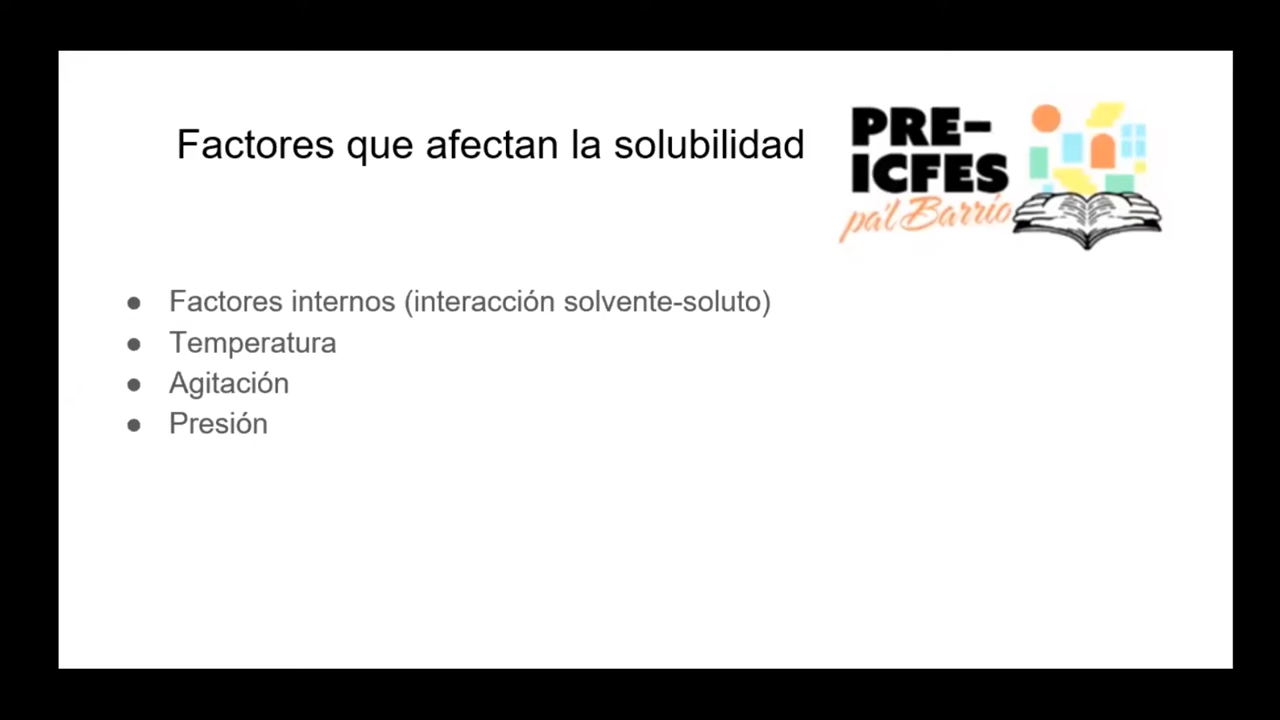 Factores que afectan la solubilidad
PRE-
ICFES
pa'l Barrio
● Factores internos (interacción solvente-soluto)
● Temperatura
● Agitación
● Presión